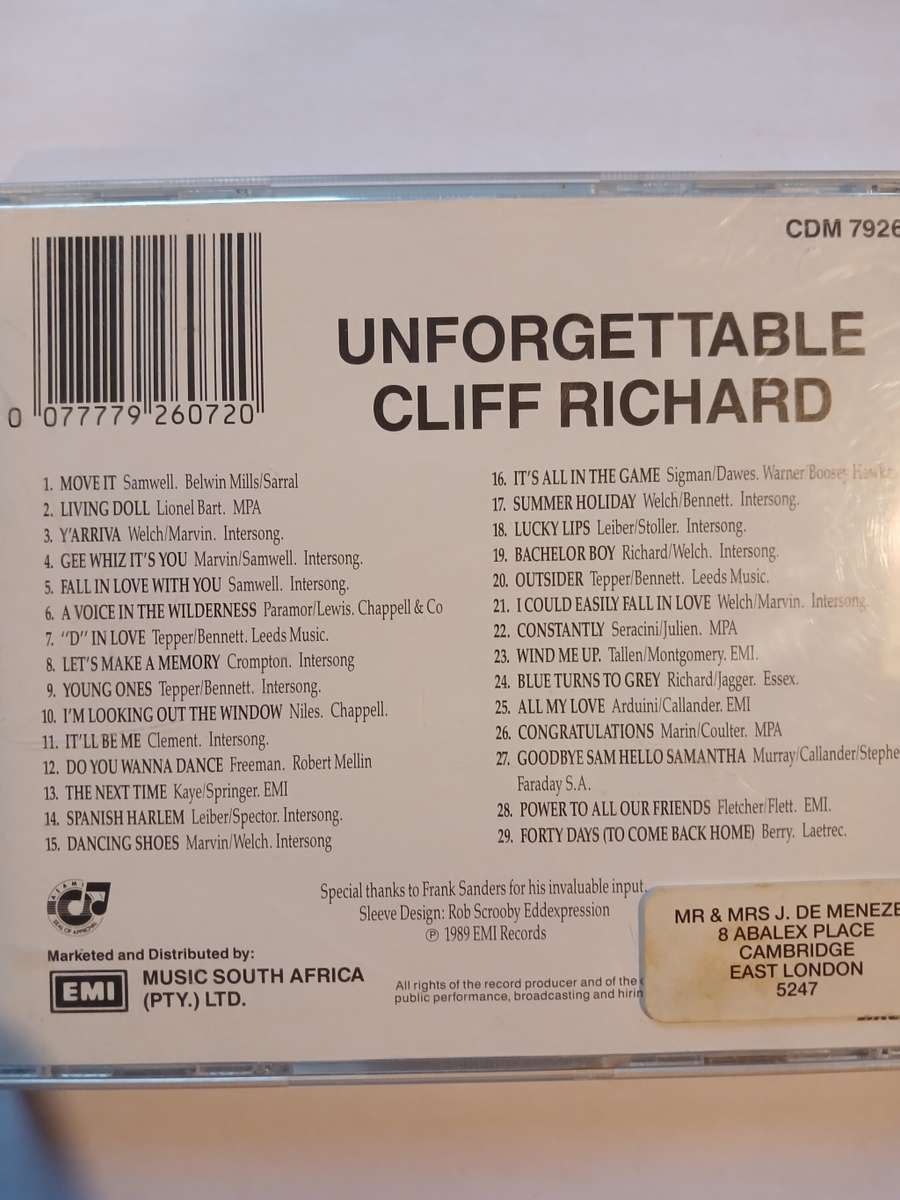 CDM 7926
0 077779 260720
UNFORGETTABLE
CLIFF RICHARD
1. MOVE IT Samwell. Belwin Mills/Sarral
2. LIVING DOLL Lionel Bart. MPA
3. Y'ARRIVA Welch/Marvin. Intersong.
4. GEE WHIZ IT'S YOU Marvin/Samwell. Intersong.
5. FALL IN LOVE WITH YOU Samwell. Intersong.
6. A VOICE IN THE WILDERNESS Paramor/Lewis. Chappell & Co
7. "D" IN LOVE Tepper/Bennett. Leeds Music.
8. LET'S MAKE A MEMORY Crompton. Intersong
9. YOUNG ONES Tepper/Bennett. Intersong.
10. I'M LOOKING OUT THE WINDOW Niles. Chappell.
11. IT'LL BE ME Clement. Intersong.
12. DO YOU WANNA DANCE Freeman. Robert Mellin
13. THE NEXT TIME Kaye/Springer. EMI
14. SPANISH HARLEM Leiber/Spector. Intersong.
15. DANCING SHOES Marvin/Welch. Intersong
16. IT'S ALL IN THE GAME Sigman/Dawes. Warner/Boosey Hawke
17. SUMMER HOLIDAY Welch/Bennett. Intersong.
18. LUCKY LIPS Leiber/Stoller. Intersong.
19. BACHELOR BOY Richard/Welch. Intersong.
20. OUTSIDER Tepper/Bennett. Leeds Music.
21. I COULD EASILY FALL IN LOVE Welch/Marvin. Intersong.
22. CONSTANTLY Seracini/Julien. MPA
23. WIND ME UP. Tallen/Montgomery. EMI.
24. BLUE TURNS TO GREY Richard/Jagger. Essex.
25. ALL MY LOVE Arduini/Callander. EMI
26. CONGRATULATIONS Marin/Coulter. MPA
27. GOODBYE SAM HELLO SAMANTHA Murray/Callander/Stephe
Faraday S.A.
28. POWER TO ALL OUR FRIENDS Fletcher/Flett. EMI.
29. FORTY DAYS (TO COME BACK HOME) Berry. Laetrec.
SEAL OF APPROVAL
Special thanks to Frank Sanders for his invaluable input.
Sleeve Design: Rob Scrooby Eddexpression
℗ 1989 EMI Records
Marketed and Distributed by:
EMI
MUSIC SOUTH AFRICA
(PTY.) LTD.
All rights of the record producer and of the
public performance, broadcasting and hirin
MR & MRS J. DE MENEZE
8 ABALEX PLACE
CAMBRIDGE
EAST LONDON
5247